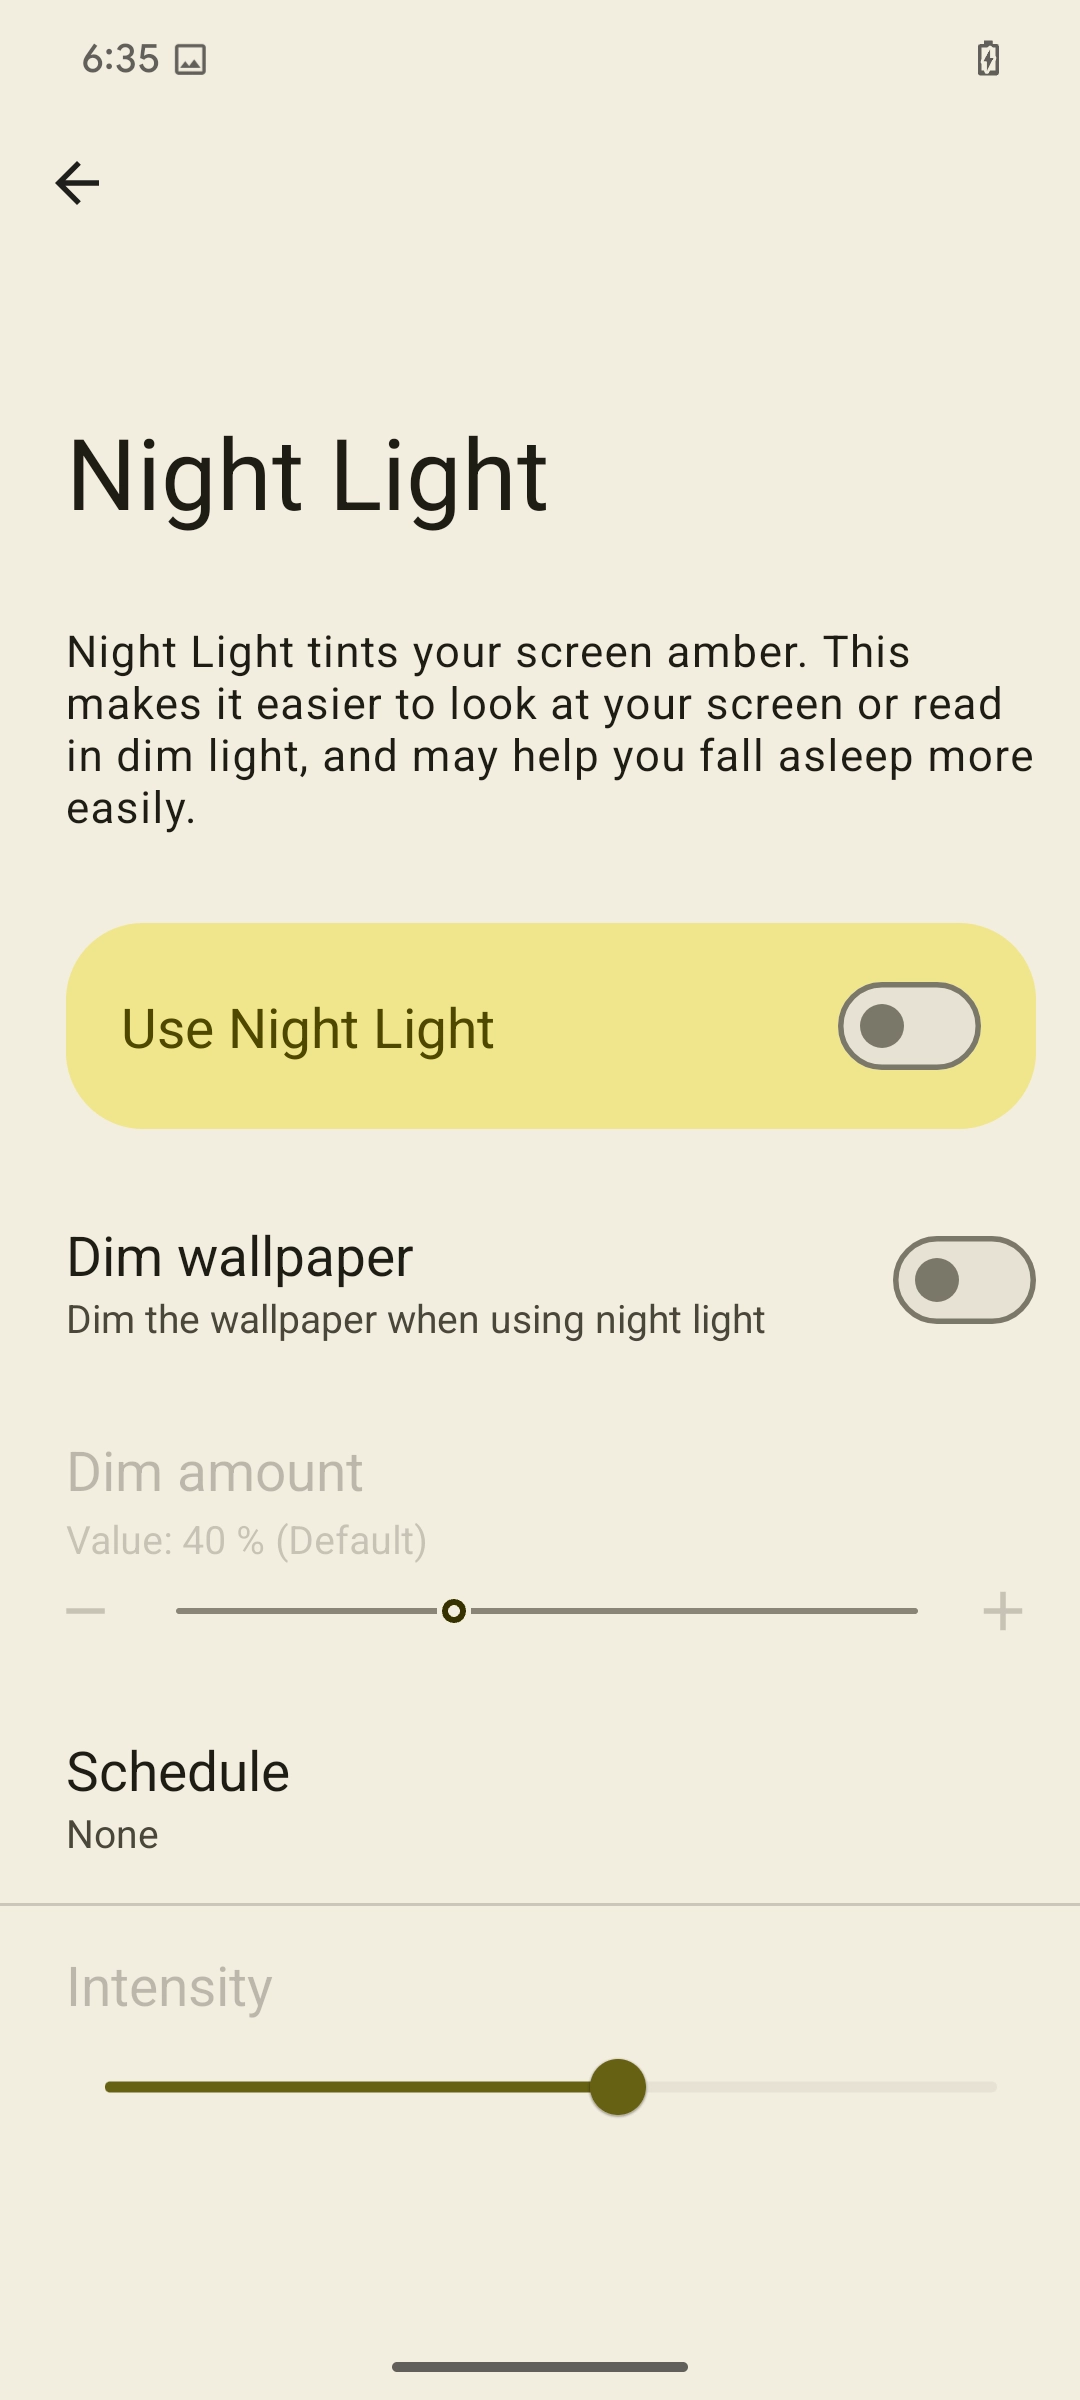 6:35
Night Light
Night Light tints your screen amber. This
makes it easier to look at your screen or read
in dim light, and may help you fall asleep more
easily.
Use Night Light
Dim wallpaper
Dim the wallpaper when using night light
Dim amount
Value: 40 % (Default)
Schedule
None
Intensity